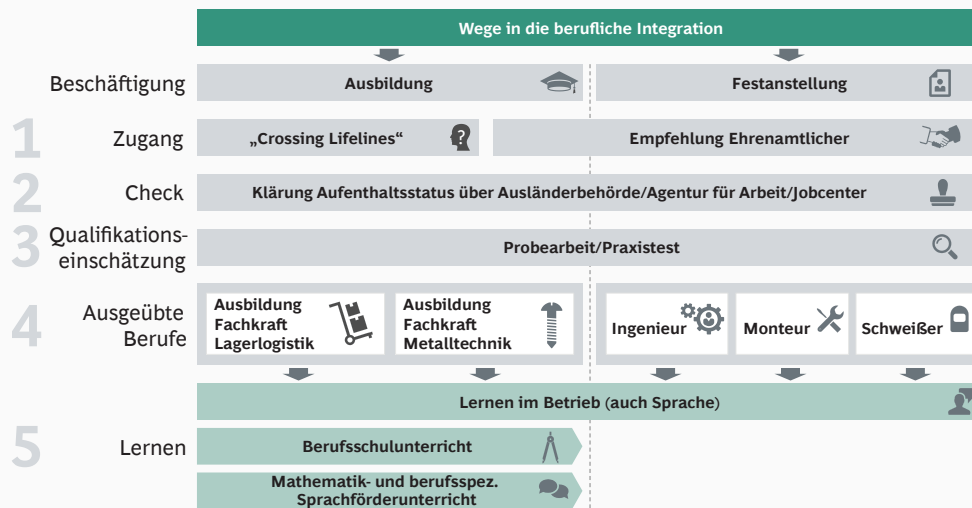 Wege in die berufliche Integration
Beschäftigung
Ausbildung
Festanstellung
1
Zugang
„Crossing Lifelines“
?
Empfehlung Ehrenamtlicher
2
Check
Klärung Aufenthaltsstatus über Ausländerbehörde/Agentur für Arbeit/Jobcenter
3
Qualifikations-
einschätzung
Probearbeit/Praxistest
4
Ausgeübte
Berufe
Ausbildung
Fachkraft
Lagerlogistik
Ausbildung
Fachkraft
Metalltechnik
Ingenieur
Monteur
Schweißer
Lernen im Betrieb (auch Sprache)
5
Lernen
Berufsschulunterricht
Mathematik- und berufsspez.
Sprachförderunterricht